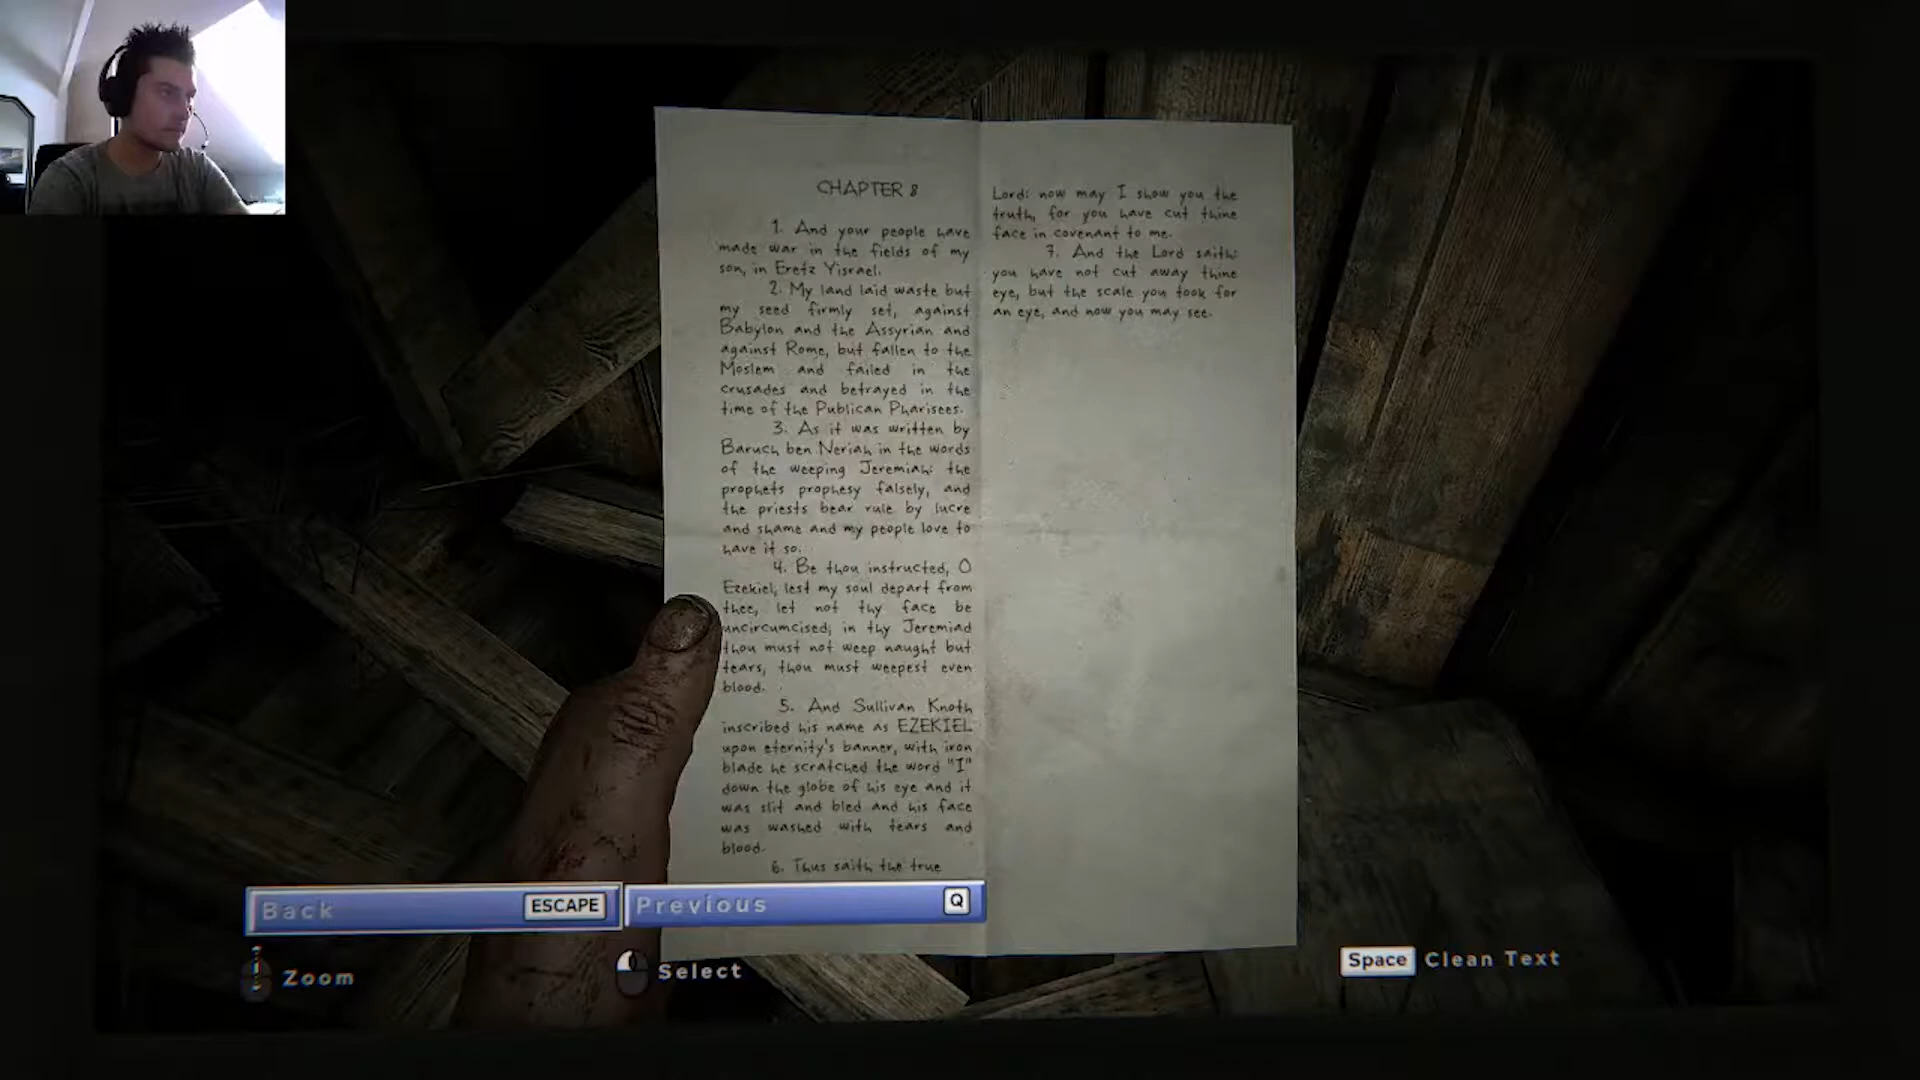 CHAPTER 8
1. And your people have
made war in the fields of my
son, in Eretz Yisrael.
2. My land laid waste but
my seed firmly set, against
Babylon and the Assyrian and
against Rome, but fallen to the
Moslem and failed in the
crusades and betrayed in the
time of the Publican Pharisees.
3. As it was written by
Baruch ben Neriah in the words
of the weeping Jeremiah: the
prophets prophesy falsely, and
the priests bear rule by lucre
and shame and my people love to
have it so.
4. Be thou instructed, O
Ezekiel, lest my soul depart from
thee, let not thy face be
uncircumcised; in thy Jeremiad
thou must not weep naught but
tears, thou must weepest even
blood.
5. And Sullivan Knoth
inscribed his name as EZEKIEL
upon eternity's banner, with iron
blade he scratched the word "I"
down the globe of his eye and it
was slit and bled and his face
was washed with tears and
blood.
6. Thus saith the true
Lord: now may I show you the
truth, for you have cut thine
face in covenant to me.
7. And the Lord saith:
you have not cut away thine
eye, but the scale you took for
an eye, and now you may see.
Back ESCAPE
Previous Q
Zoom
Select
Space Clean Text